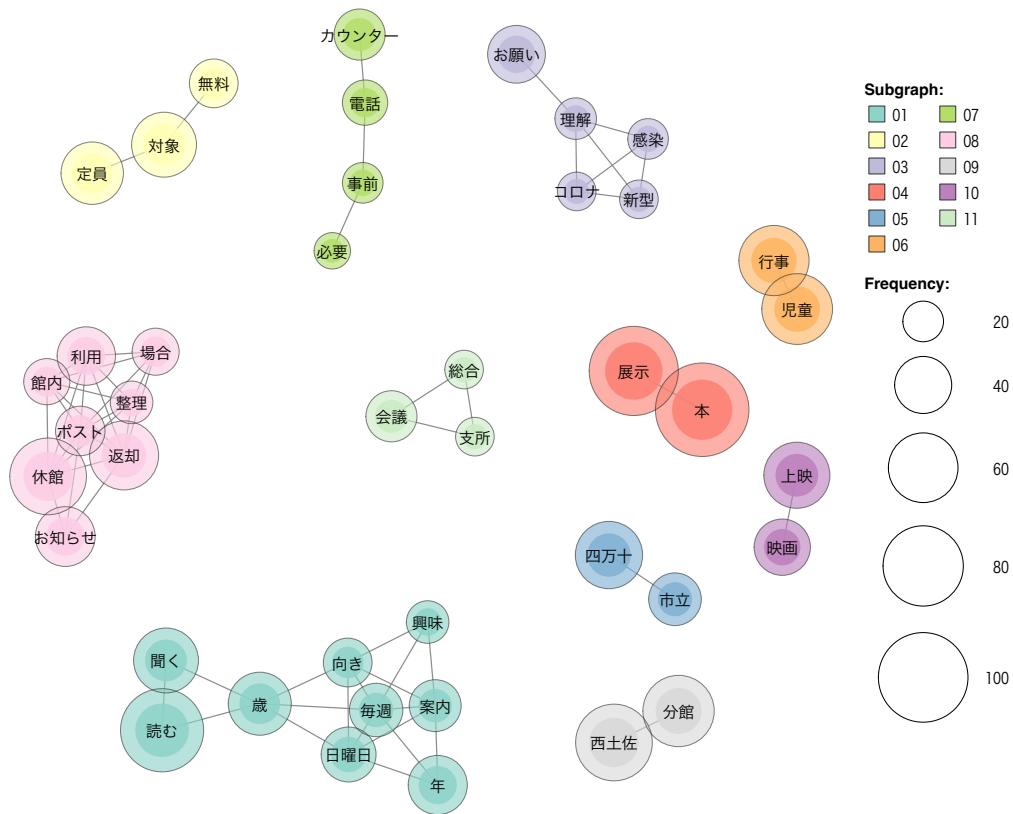 カウンター
お願い
無料
電話
理解
感染
対象
定員
事前
コロナ
新型
必要
行事
児童
利用
場合
館内
整理
ポスト
返却
休館
お知らせ
総合
会議
支所
展示
本
上映
映画
四万十
市立
興味
聞く
向き
歳
毎週
案内
読む
日曜日
年
分館
西土佐
Subgraph:
01 07
02 08
03 09
04 10
05 11
06
Frequency:
20
40
60
80
100